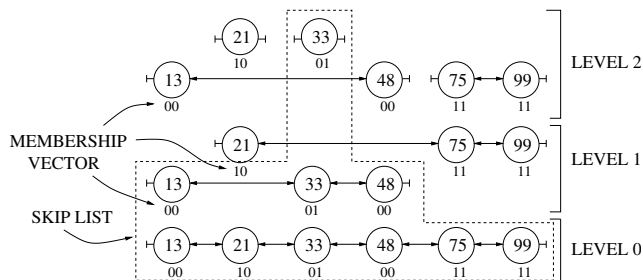 21 33
10 01
13 48 75 99 LEVEL 2
00 00 11 11
MEMBERSHIP
VECTOR
21 75 99
10 11 11
LEVEL 1
13 33 48
00 01 00
SKIP LIST
13 21 33 48 75 99 LEVEL 0
00 10 01 00 11 11